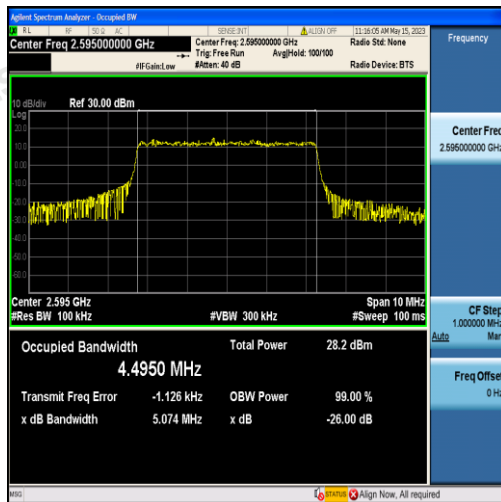 Agilent Spectrum Analyzer - Occupied BW
RL RF 50 Ω AC SENSE:INT ALIGN OFF 11:16:05 AM May 15, 2023
Center Freq 2.595000000 GHz
Center Freq: 2.595000000 GHz
Radio Std: None
Trig: Free Run Avg|Hold: 100/100
#IFGain:Low #Atten: 40 dB Radio Device: BTS
Frequency
10 dB/div Ref 30.00 dBm
Log
20.0
10.0
0.00
-10.0
-20.0
-30.0
-40.0
-50.0
-60.0
Center Freq
2.595000000 GHz
Center 2.595 GHz Span 10 MHz
#Res BW 100 kHz #VBW 300 kHz #Sweep 100 ms
CF Step
1.000000 MHz
Auto Man
Occupied Bandwidth Total Power 28.2 dBm
4.4950 MHz
Transmit Freq Error -1.126 kHz OBW Power 99.00 %
x dB Bandwidth 5.074 MHz x dB -26.00 dB
Freq Offset
0 Hz
MSG STATUS Align Now, All required